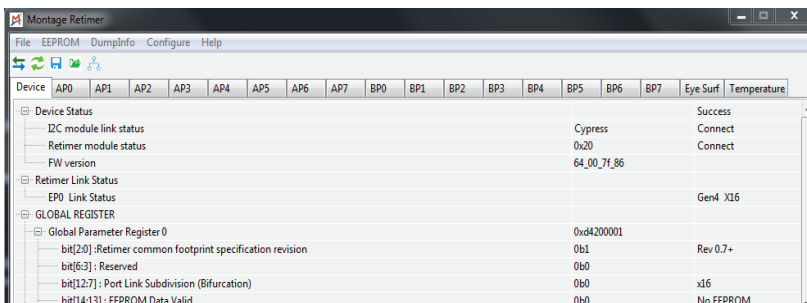 Montage Retimer
File EEPROM DumpInfo Configure Help
Device AP0 AP1 AP2 AP3 AP4 AP5 AP6 AP7 BP0 BP1 BP2 BP3 BP4 BP5 BP6 BP7 Eye Surf Temperature
Device Status Success
I2C module link status Cypress Connect
Retimer module status 0x20 Connect
FW version 64_00_7f_86
Retimer Link Status
EP0 Link Status Gen4 X16
GLOBAL REGISTER
Global Parameter Register 0 0xd4200001
bit[2:0] :Retimer common footprint specification revision 0b1 Rev 0.7+
bit[6:3] : Reserved 0b0
bit[12:7] : Port Link Subdivision (Bifurcation) 0b0 x16
bit[14:13] : EEPROM Data Valid 0b0 No EEPROM